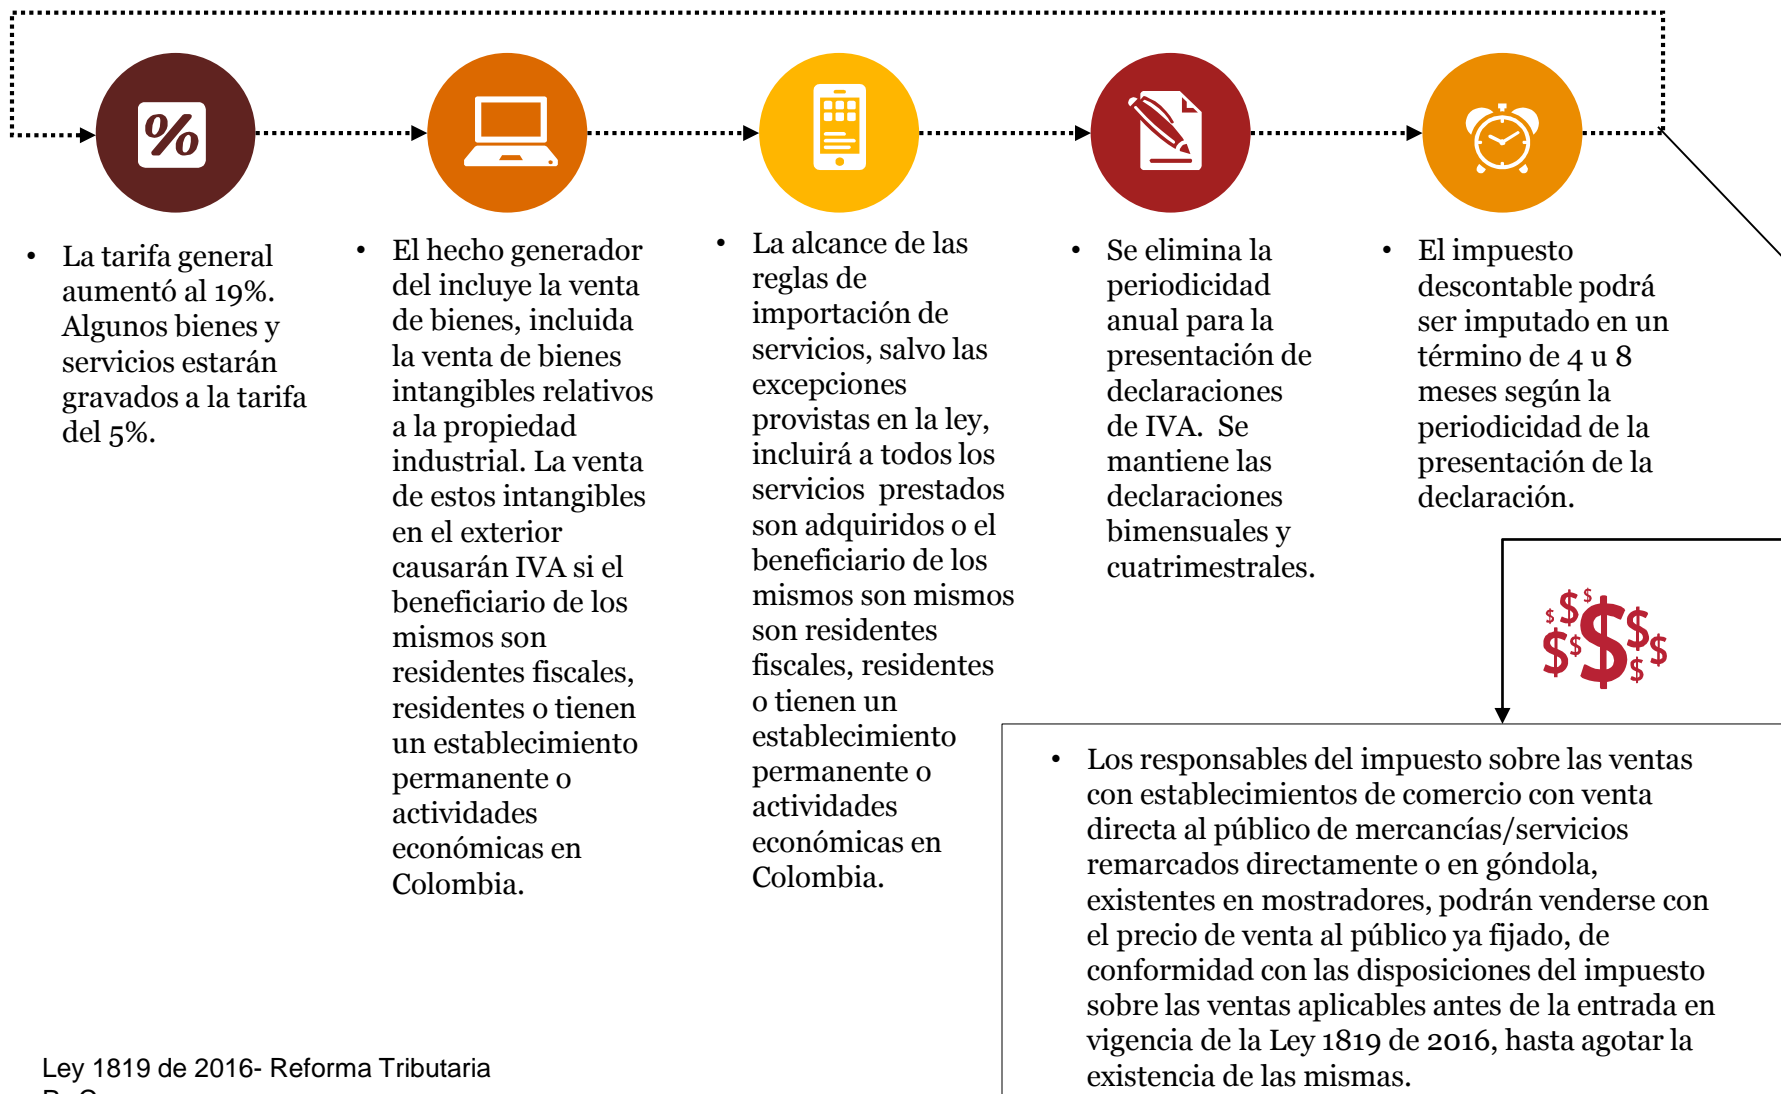 %
• La tarifa general
aumentó al 19%.
Algunos bienes y
servicios estarán
gravados a la tarifa
del 5%.
• El hecho generador
del incluye la venta
de bienes, incluida
la venta de bienes
intangibles relativos
a la propiedad
industrial. La venta
de estos intangibles
en el exterior
causarán IVA si el
beneficiario de los
mismos son
residentes fiscales,
residentes o tienen
un establecimiento
permanente o
actividades
económicas en
Colombia.
• La alcance de las
reglas de
importación de
servicios, salvo las
excepciones
provistas en la ley,
incluirá a todos los
servicios prestados
son adquiridos o el
beneficiario de los
mismos son mismos
son residentes
fiscales, residentes
o tienen un
establecimiento
permanente o
actividades
económicas en
Colombia.
• Se elimina la
periodicidad
anual para la
presentación de
declaraciones
de IVA. Se
mantiene las
declaraciones
bimensuales y
cuatrimestrales.
• El impuesto
descontable podrá
ser imputado en un
término de 4 u 8
meses según la
periodicidad de la
presentación de la
declaración.
• Los responsables del impuesto sobre las ventas
con establecimientos de comercio con venta
directa al público de mercancías/servicios
remarcados directamente o en góndola,
existentes en mostradores, podrán venderse con
el precio de venta al público ya fijado, de
conformidad con las disposiciones del impuesto
sobre las ventas aplicables antes de la entrada en
vigencia de la Ley 1819 de 2016, hasta agotar la
existencia de las mismas.
Ley 1819 de 2016- Reforma Tributaria